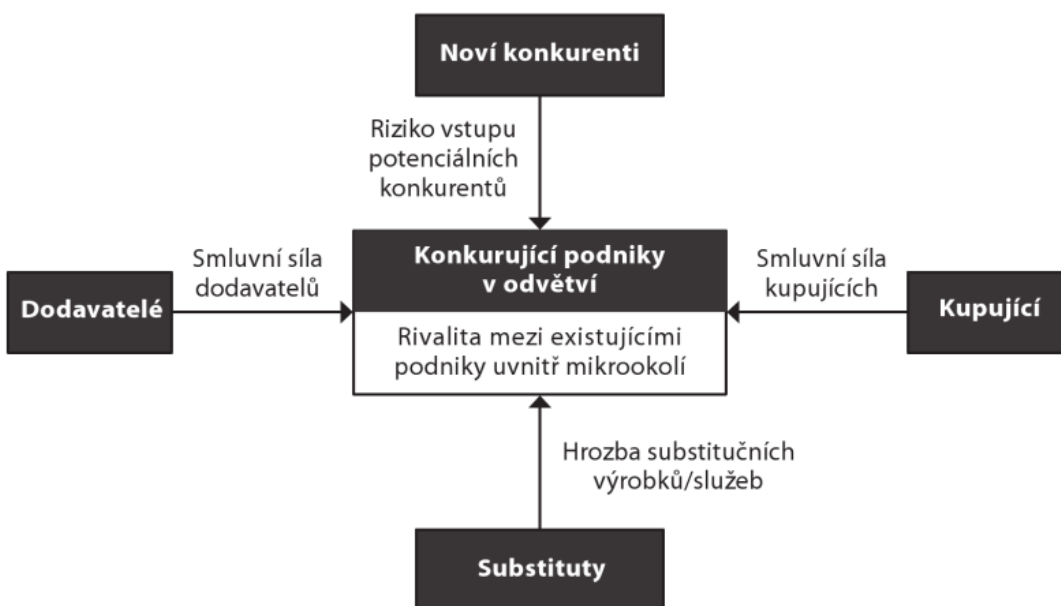 Noví konkurenti
Riziko vstupu
potenciálních
konkurentů
Smluvní síla
dodavatelů
Dodavatelé
Konkurující podniky
v odvětví
Rivalita mezi existujícími
podniky uvnitř mikrookolí
Smluvní síla
kupujících
Kupující
Hrozba substitučních
výrobků/služeb
Substituty